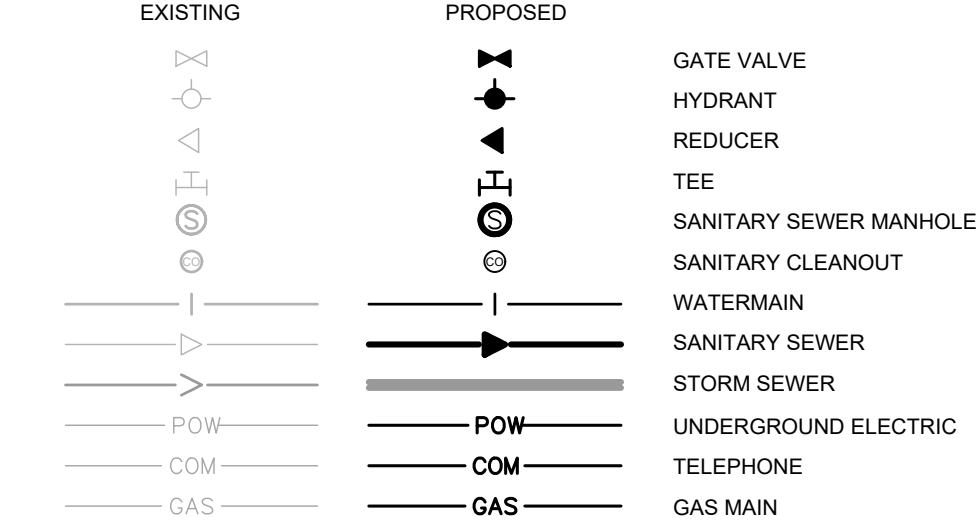 EXISTING PROPOSED
GATE VALVE
HYDRANT
REDUCER
TEE
S S SANITARY SEWER MANHOLE
CO CO SANITARY CLEANOUT
WATERMAIN
SANITARY SEWER
STORM SEWER
POW POW UNDERGROUND ELECTRIC
COM COM TELEPHONE
GAS GAS GAS MAIN